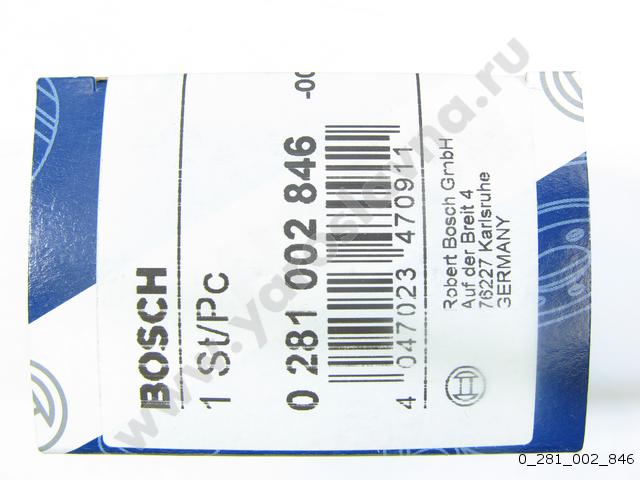 BOSCH
1 St/Pc
0 281 002 846
4 047023 470911
Robert Bosch GmbH
Auf der Breit 4
76227 Karlsruhe
GERMANY
www.yaroslavna.ru
0_281_002_846